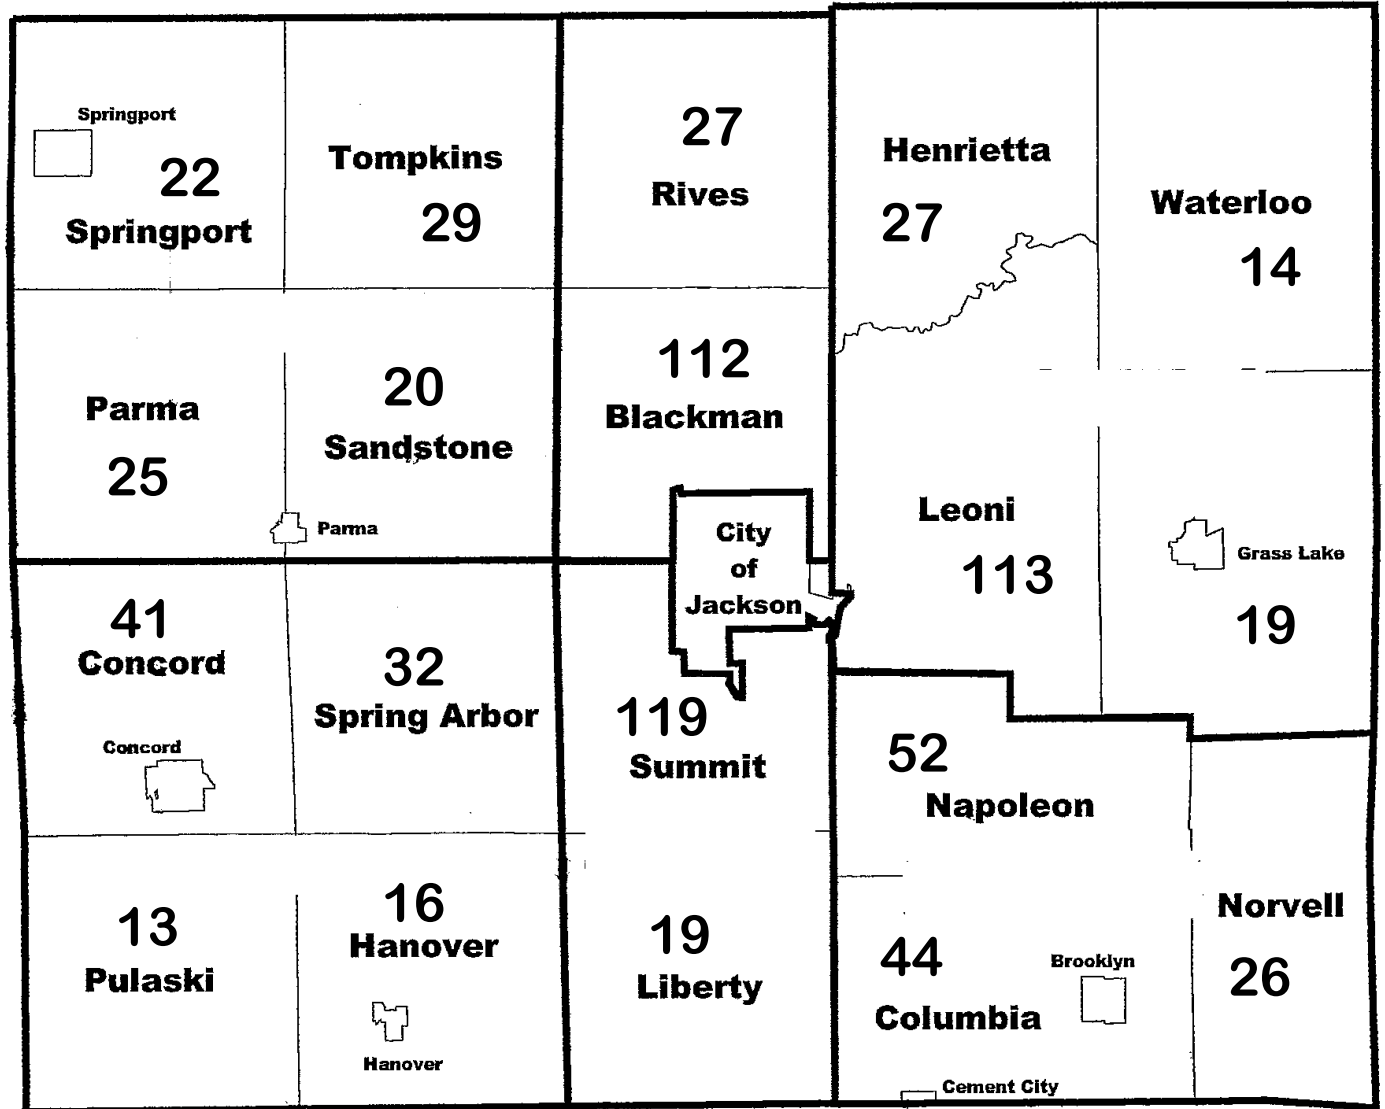 Springport
22
Springport
Tompkins
29
27
Rives
Henrietta
27
Waterloo
14
Parma
25
20
Sandstone
Parma
112
Blackman
City
of
Jackson
Leoni
113
Grass Lake
19
41
Concord
Concord
32
Spring Arbor
119
Summit
52
Napoleon
13
Pulaski
16
Hanover
Hanover
19
Liberty
44
Columbia
Brooklyn
Cement City
Norvell
26